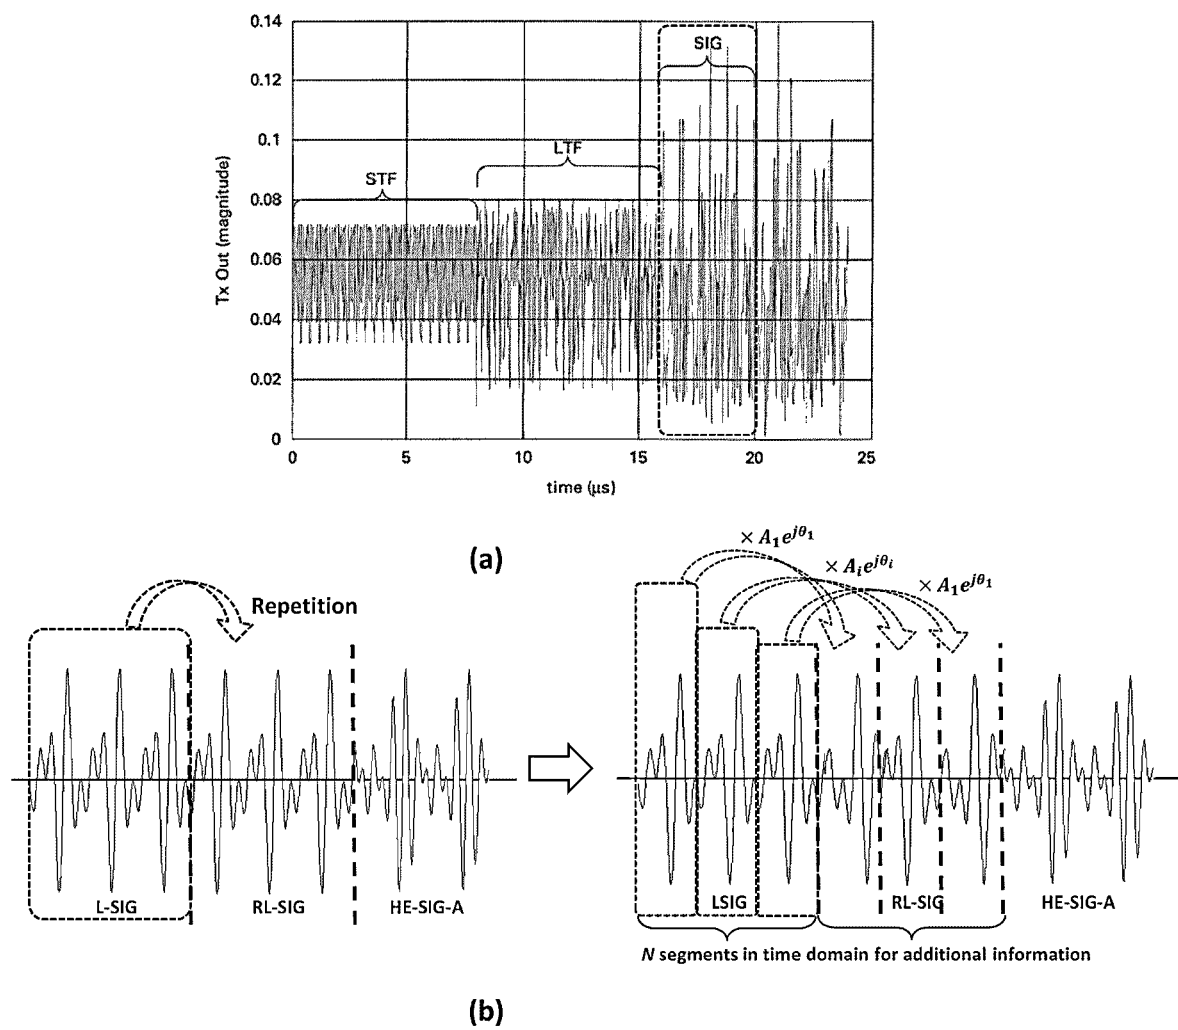 0.14
0.12
0.1
0.08
0.06
0.04
0.02
0
Tx Out (magnitude)
STF
LTF
SIG
0 5 10 15 20 25
time (μs)
(a)
Repetition
L-SIG RL-SIG HE-SIG-A
× A₁e^{jθ₁}
× Aᵢe^{jθᵢ}
× A₁e^{jθ₁}
LSIG RL-SIG HE-SIG-A
N segments in time domain for additional information
(b)